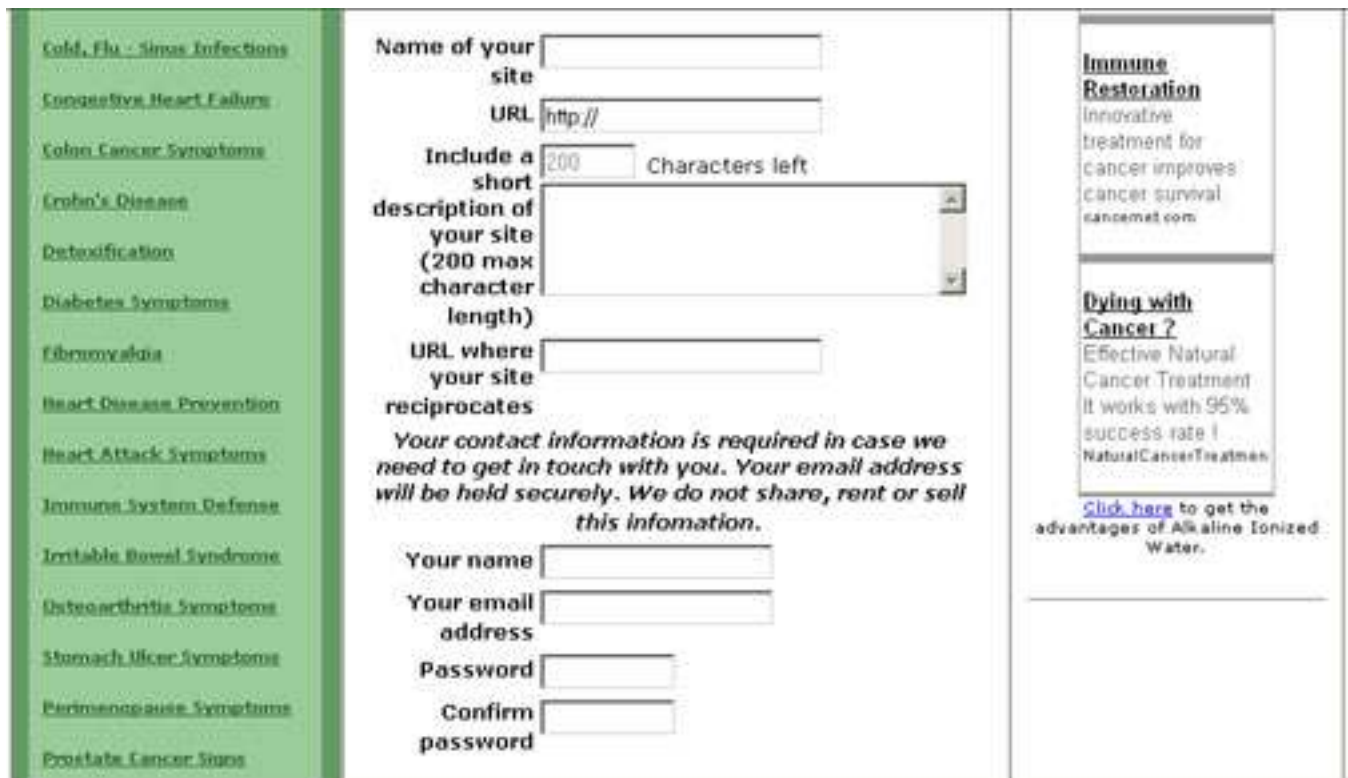 Cold, Flu - Sinus Infections
Congestive Heart Failure
Colon Cancer Symptoms
Crohn's Disease
Detoxification
Diabetes Symptoms
Fibromyalgia
Heart Disease Prevention
Heart Attack Symptoms
Immune System Defense
Irritable Bowel Syndrome
Osteoarthritis Symptoms
Stomach Ulcer Symptoms
Perimenopause Symptoms
Prostate Cancer Signs
Name of your
site
URL http://
Include a 200 Characters left
short
description of
your site
(200 max
character
length)
URL where
your site
reciprocates
Your contact information is required in case we
need to get in touch with you. Your email address
will be held securely. We do not share, rent or sell
this infomation.
Your name
Your email
address
Password
Confirm
password
Immune
Restoration
Innovative
treatment for
cancer improves
cancer survival
cancernet.com
Dying with
Cancer ?
Effective Natural
Cancer Treatment
It works with 95%
success rate !
NaturalCancerTreatmen
Click here to get the
advantages of Alkaline Ionized
Water.